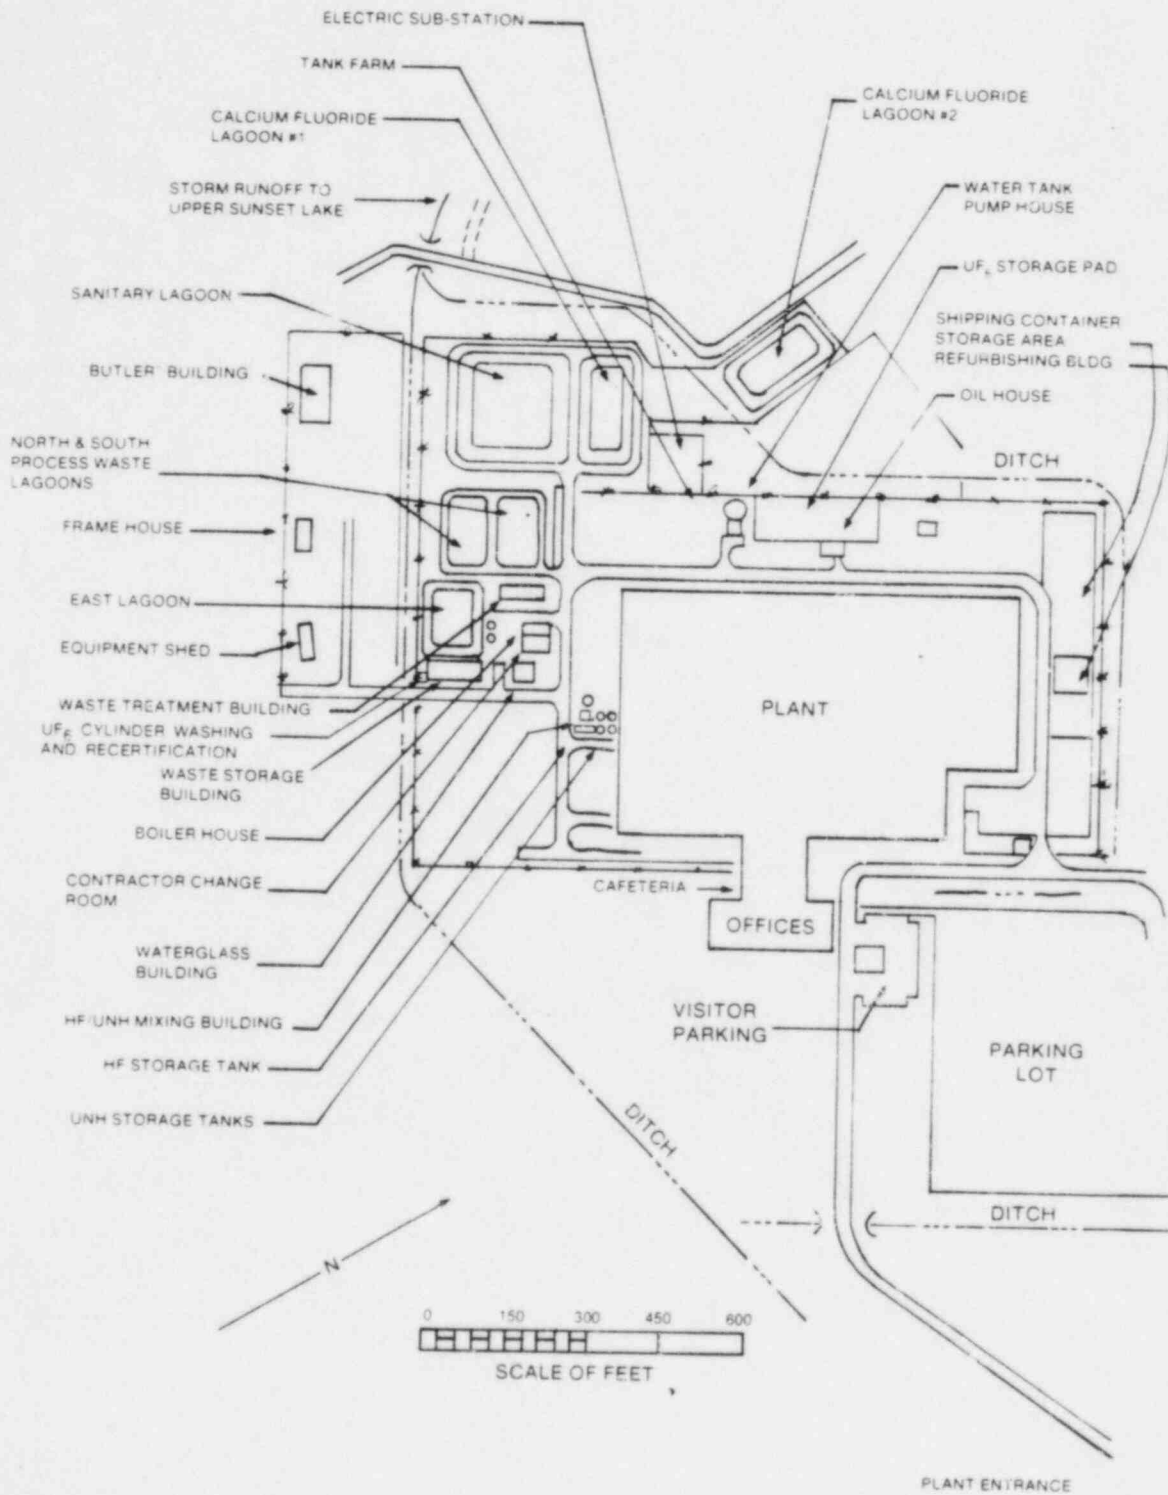 ELECTRIC SUB-STATION
TANK FARM
CALCIUM FLUORIDE
LAGOON #1
CALCIUM FLUORIDE
LAGOON #2
STORM RUNOFF TO
UPPER SUNSET LAKE
WATER TANK
PUMP HOUSE
UF6 STORAGE PAD
SANITARY LAGOON
SHIPPING CONTAINER
STORAGE AREA
REFURBISHING BLDG
BUTLER BUILDING
OIL HOUSE
NORTH & SOUTH
PROCESS WASTE
LAGOONS
DITCH
FRAME HOUSE
EAST LAGOON
EQUIPMENT SHED
WASTE TREATMENT BUILDING
PLANT
UF6 CYLINDER WASHING
AND RECERTIFICATION
WASTE STORAGE
BUILDING
BOILER HOUSE
CONTRACTOR CHANGE
ROOM
CAFETERIA
OFFICES
WATERGLASS
BUILDING
HF/UNH MIXING BUILDING
VISITOR
PARKING
PARKING
LOT
HF STORAGE TANK
UNH STORAGE TANKS
DITCH
DITCH
N
0 150 300 450 600
SCALE OF FEET
PLANT ENTRANCE